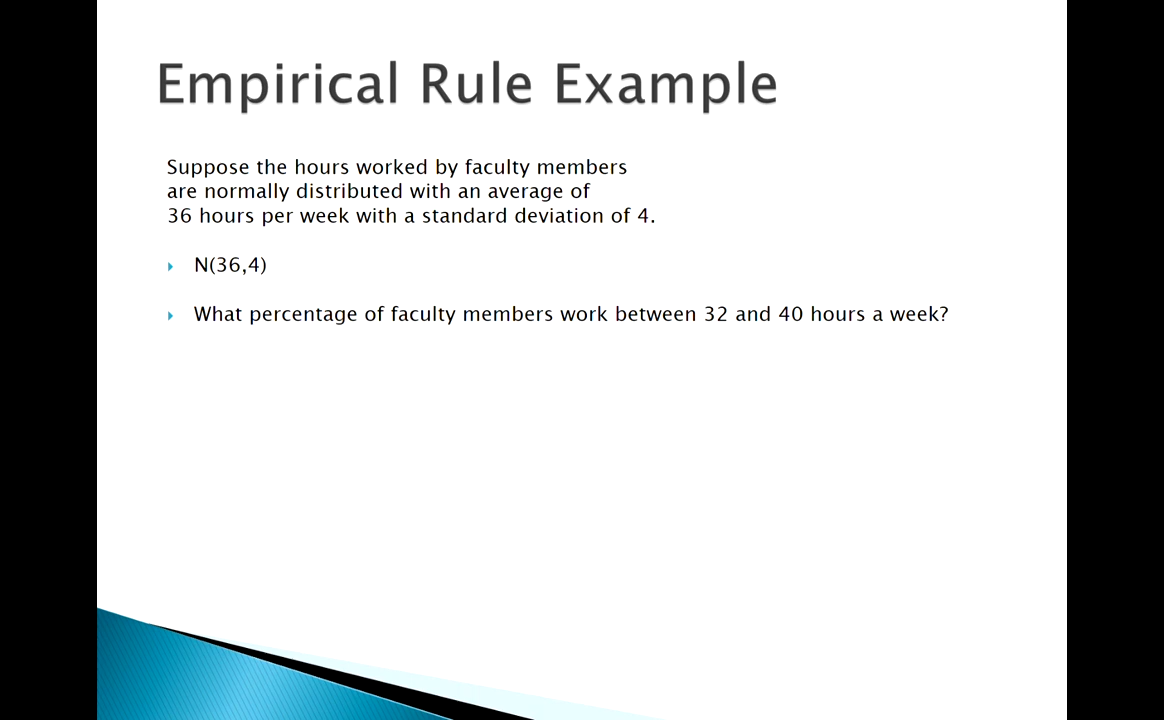 Empirical Rule Example
Suppose the hours worked by faculty members
are normally distributed with an average of
36 hours per week with a standard deviation of 4.
N(36,4)
What percentage of faculty members work between 32 and 40 hours a week?